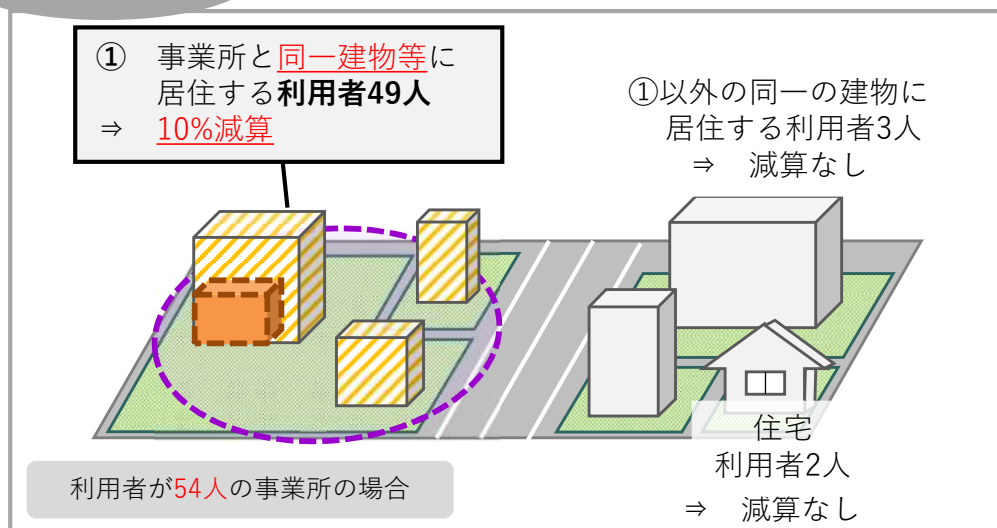 ① 事業所と同一建物等に
居住する利用者49人
⇒ 10%減算
①以外の同一の建物に
居住する利用者3人
⇒ 減算なし
住宅
利用者2人
⇒ 減算なし
利用者が54人の事業所の場合